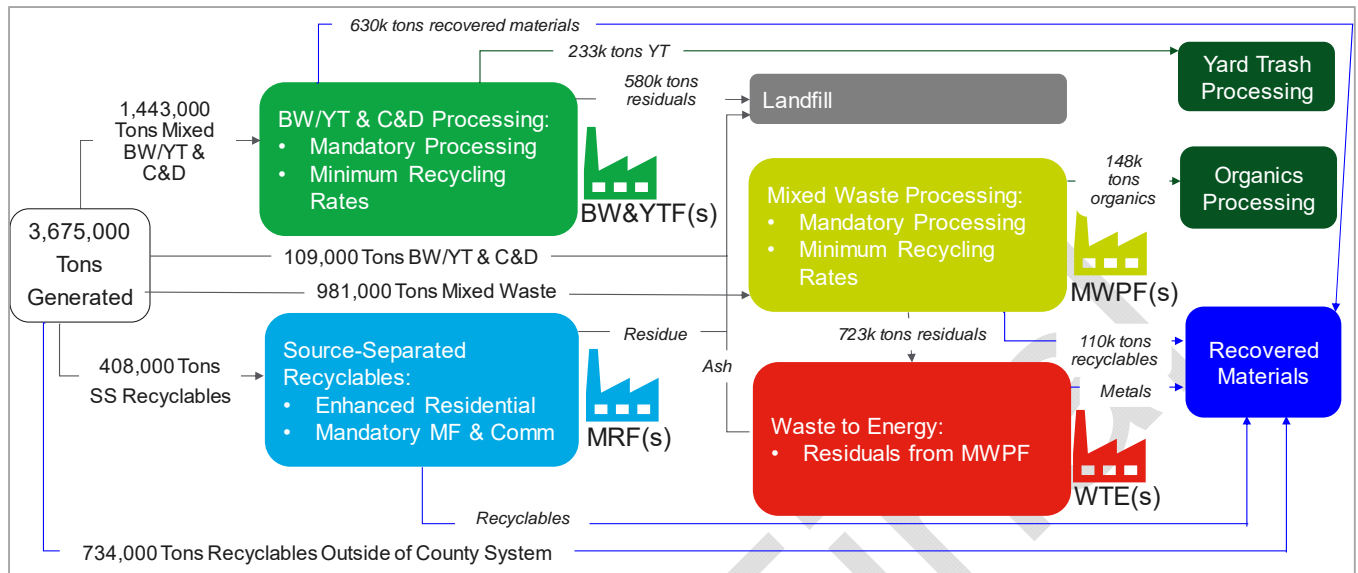 630k tons recovered materials
233k tons YT
580k tons
residuals
Landfill
Yard Trash
Processing
1,443,000
Tons Mixed
BW/YT &
C&D
BW/YT & C&D Processing:
• Mandatory Processing
• Minimum Recycling
Rates
BW&YTF(s)
148k
tons
organics
Organics
Processing
Mixed Waste Processing:
• Mandatory Processing
• Minimum Recycling
Rates
MWPF(s)
3,675,000
Tons
Generated
109,000 Tons BW/YT & C&D
981,000 Tons Mixed Waste
408,000 Tons
SS Recyclables
Source-Separated
Recyclables:
• Enhanced Residential
• Mandatory MF & Comm
MRF(s)
Residue
Ash
723k tons residuals
110k tons
recyclables
Metals
Recovered
Materials
Waste to Energy:
• Residuals from MWPF
WTE(s)
Recyclables
734,000 Tons Recyclables Outside of County System